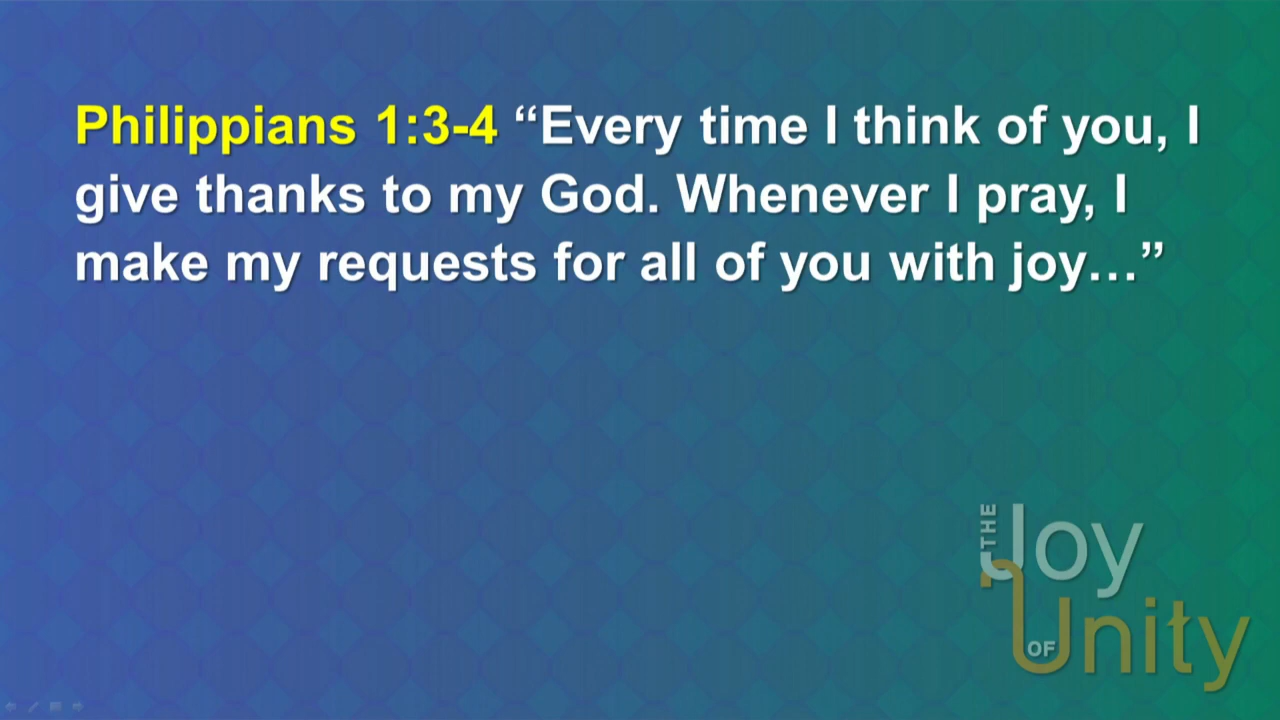 Philippians 1:3-4 “Every time I think of you, I
give thanks to my God. Whenever I pray, I
make my requests for all of you with joy…”
THE
Joy
OF
Unity